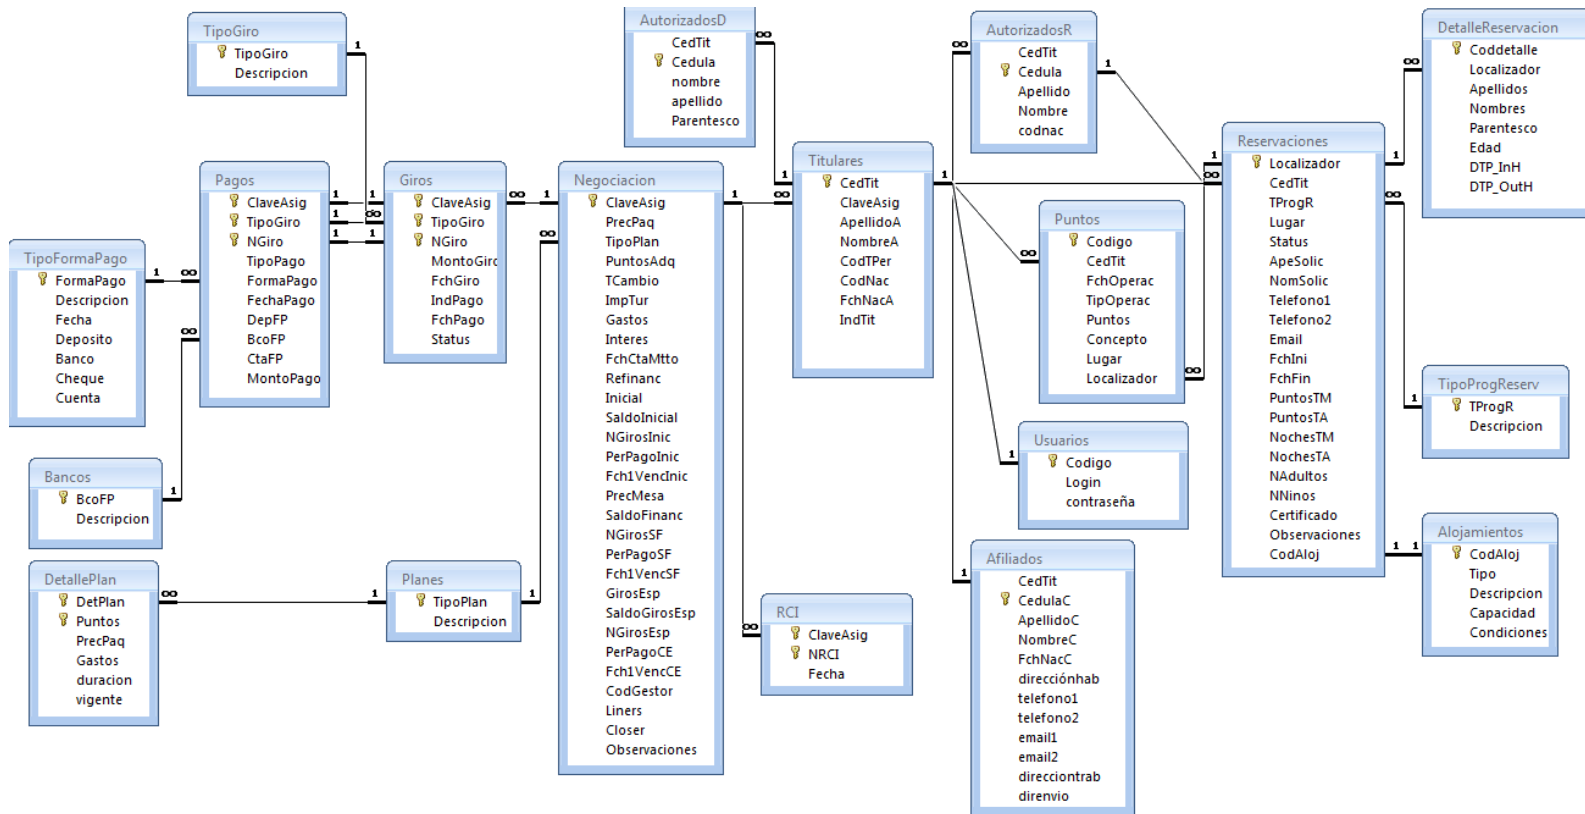 TipoGiro
TipoGiro
Descripcion
AutorizadosD
CedTit
Cedula
nombre
apellido
Parentesco
AutorizadosR
CedTit
Cedula
Apellido
Nombre
codnac
DetalleReservacion
Coddetalle
Localizador
Apellidos
Nombres
Parentesco
Edad
DTP_InH
DTP_OutH
Pagos
ClaveAsig
TipoGiro
NGiro
TipoPago
FormaPago
FechaPago
DepFP
BcoFP
CtaFP
MontoPago
Giros
ClaveAsig
TipoGiro
NGiro
MontoGiro
FchGiro
IndPago
FchPago
Status
Negociacion
ClaveAsig
PrecPaq
TipoPlan
PuntosAdq
TCambio
ImpTur
Gastos
Interes
FchCtaMtto
Refinanc
Inicial
SaldoInicial
NGirosInic
PerPagoInic
Fch1VencInic
PrecMesa
SaldoFinanc
NGirosSF
PerPagoSF
Fch1VencSF
GirosEsp
SaldoGirosEsp
NGirosEsp
PerPagoCE
Fch1VencCE
CodGestor
Liners
Closer
Observaciones
Titulares
CedTit
ClaveAsig
ApellidoA
NombreA
CodTPer
CodNac
FchNacA
IndTit
Reservaciones
Localizador
CedTit
TProgR
Lugar
Status
ApeSolic
NomSolic
Telefono1
Telefono2
Email
FchIni
FchFin
PuntosTM
PuntosTA
NochesTM
NochesTA
NAdultos
NNinos
Certificado
Observaciones
CodAloj
Puntos
Codigo
CedTit
FchOperac
TipOperac
Puntos
Concepto
Lugar
Localizador
TipoFormaPago
FormaPago
Descripcion
Fecha
Deposito
Banco
Cheque
Cuenta
TipoProgReserv
TProgR
Descripcion
Usuarios
Codigo
Login
contraseña
Bancos
BcoFP
Descripcion
Alojamientos
CodAloj
Tipo
Descripcion
Capacidad
Condiciones
DetallePlan
DetPlan
Puntos
PrecPaq
Gastos
duracion
vigente
Planes
TipoPlan
Descripcion
RCI
ClaveAsig
NRCI
Fecha
Afiliados
CedTit
CedulaC
ApellidoC
NombreC
FchNacC
direcciónhab
telefono1
telefono2
email1
email2
direcciontrab
direnvio